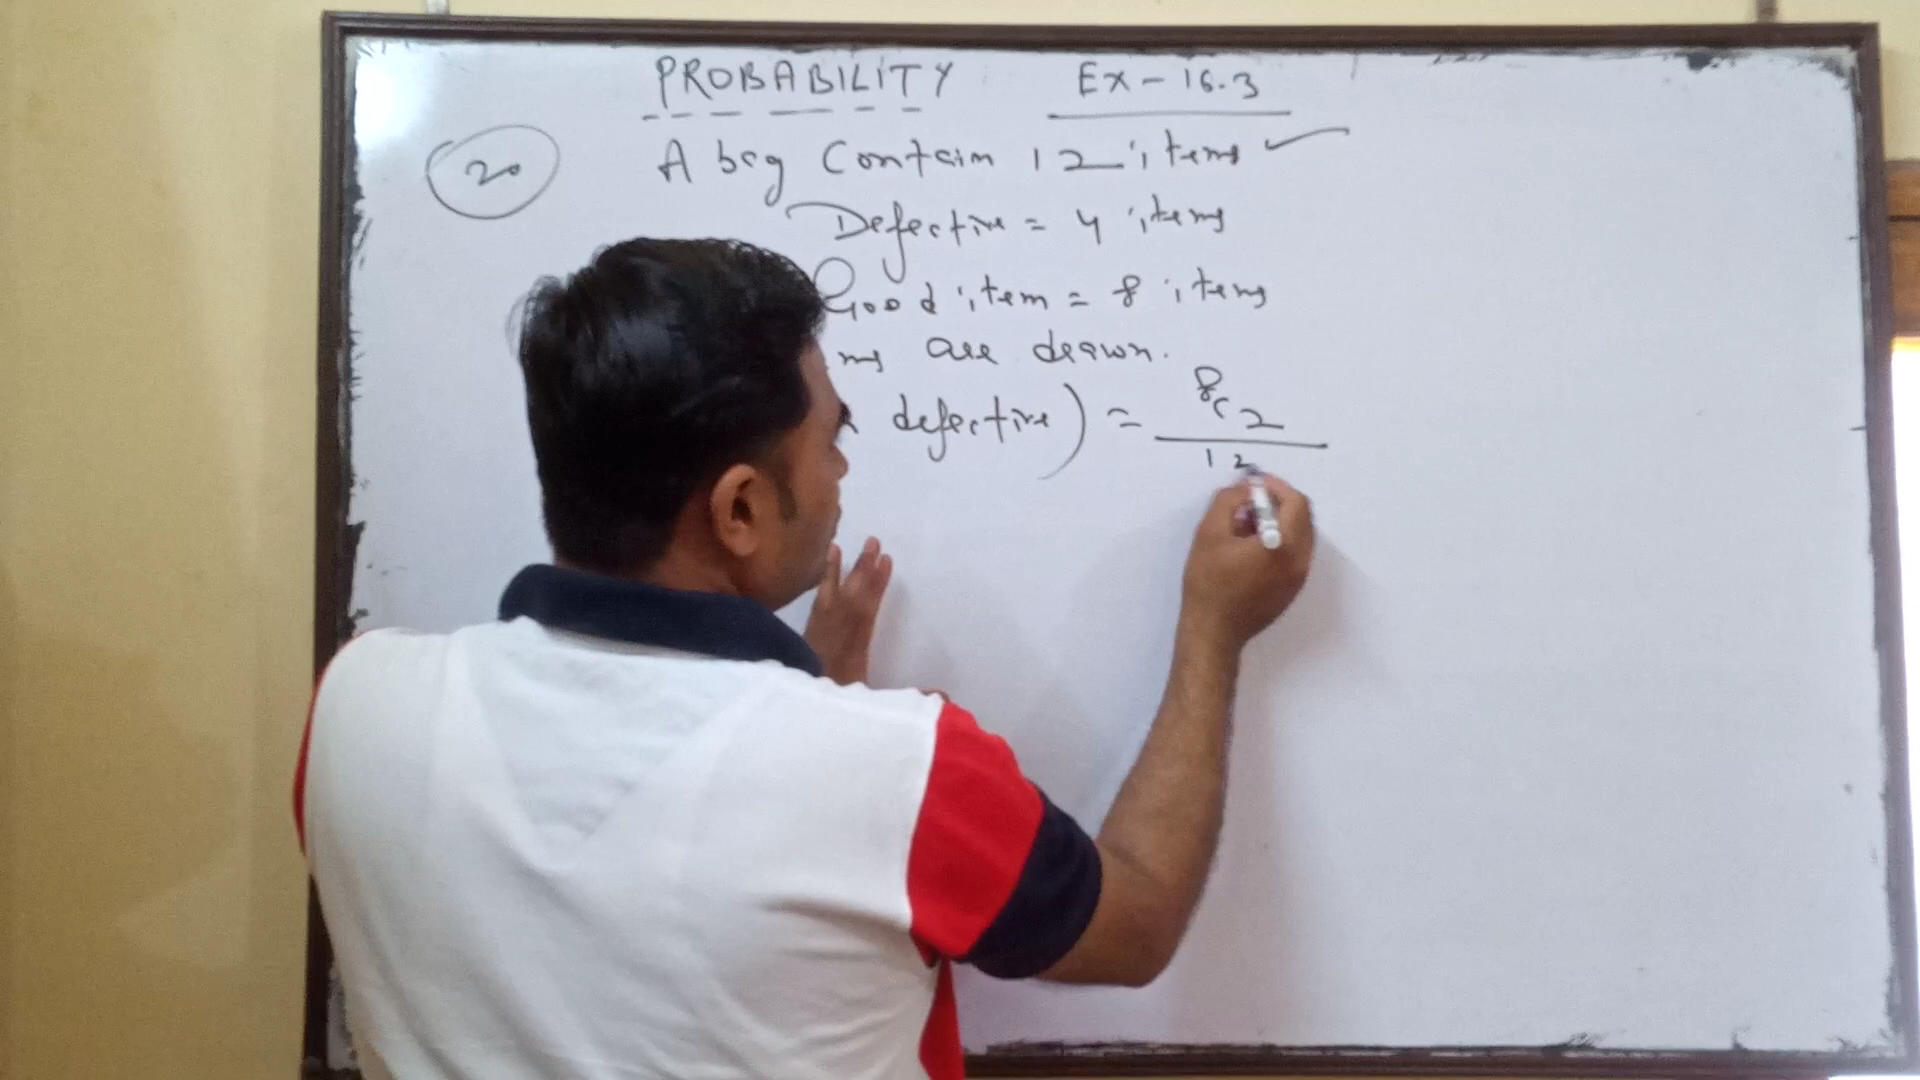 PROBABILITY Ex-16.3
20 A bag Contain 12 items
Defective = 4 items
Good item = 8 items
ms are drawn.
defective) = 8C2
12